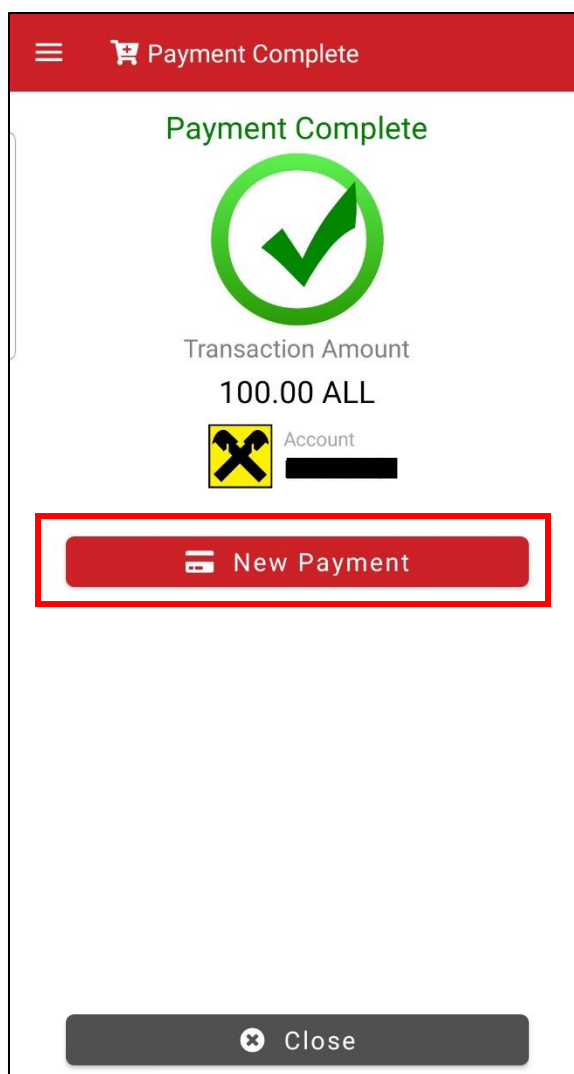 Payment Complete
Payment Complete
Transaction Amount
100.00 ALL
Account
New Payment
Close